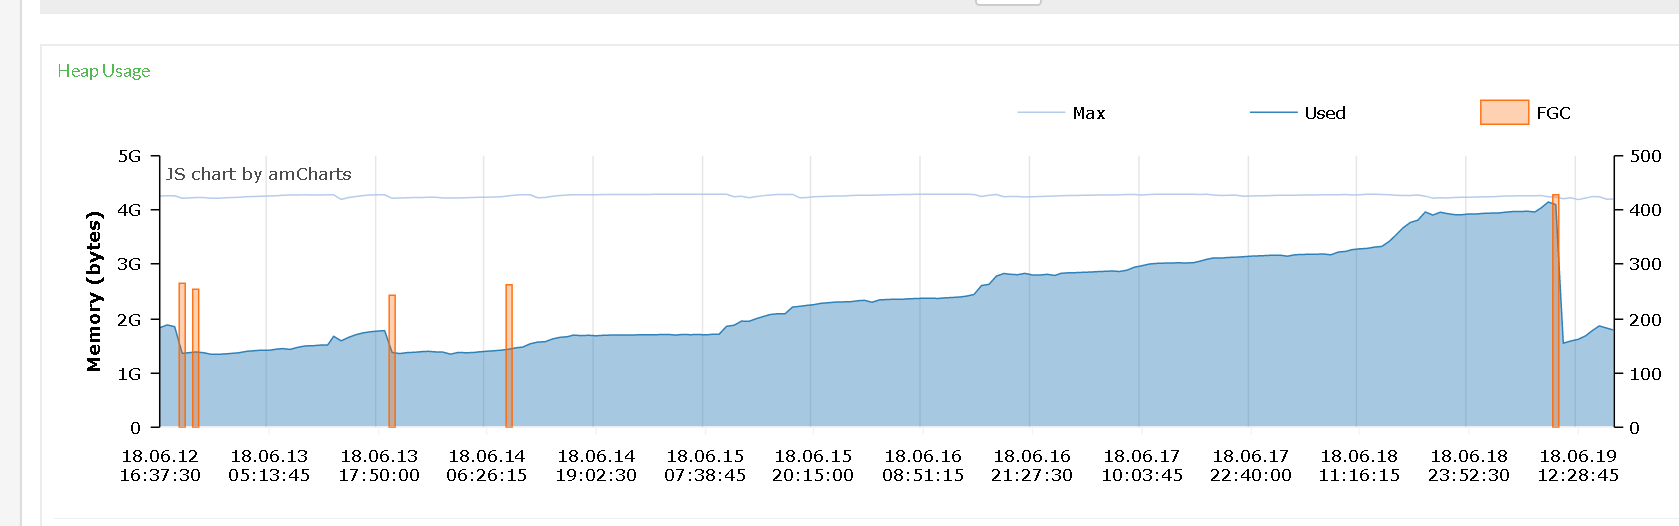 Heap Usage
Max Used FGC
JS chart by amCharts
Memory (bytes)
5G
4G
3G
2G
1G
0
500
400
300
200
100
0
18.06.12 18.06.13 18.06.13 18.06.14 18.06.14 18.06.15 18.06.15 18.06.16 18.06.16 18.06.17 18.06.17 18.06.18 18.06.18 18.06.19
16:37:30 05:13:45 17:50:00 06:26:15 19:02:30 07:38:45 20:15:00 08:51:15 21:27:30 10:03:45 22:40:00 11:16:15 23:52:30 12:28:45